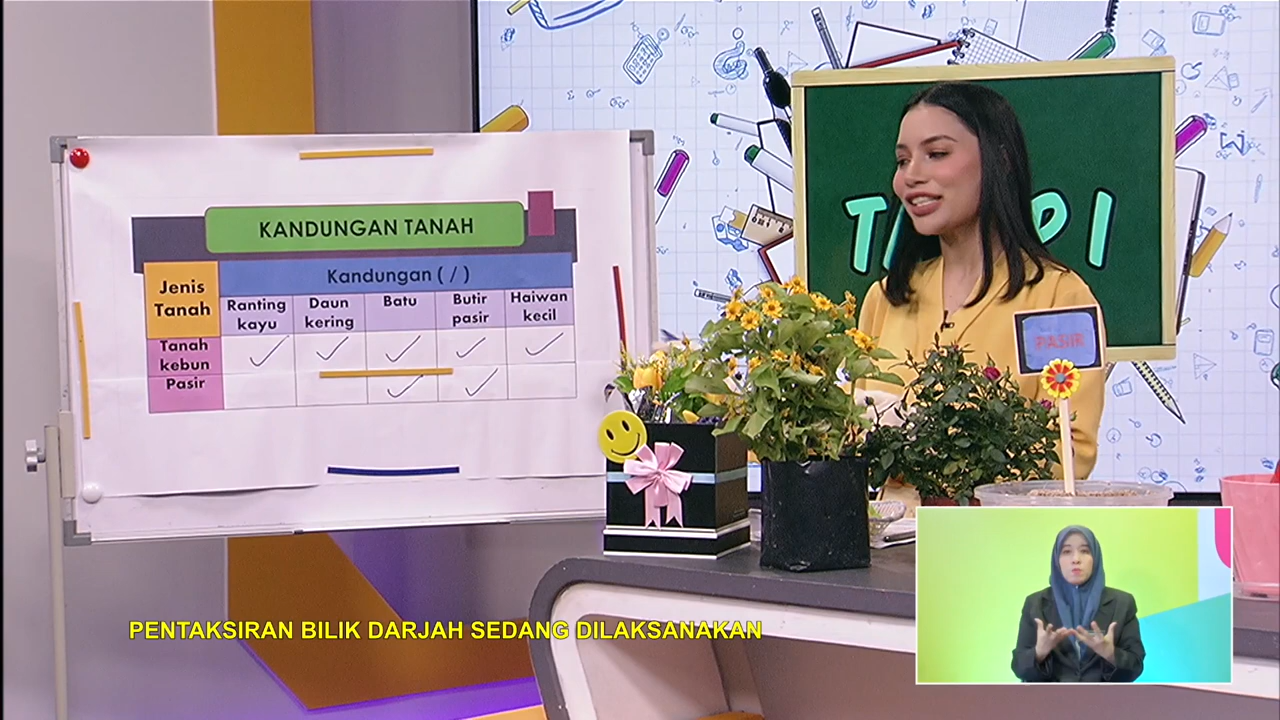 KANDUNGAN TANAH
Jenis
Tanah
Kandungan ( / )
Ranting
kayu
Daun
kering
Batu
Butir
pasir
Haiwan
kecil
Tanah
kebun
Pasir
PASIR
PENTAKSIRAN BILIK DARJAH SEDANG DILAKSANAKAN